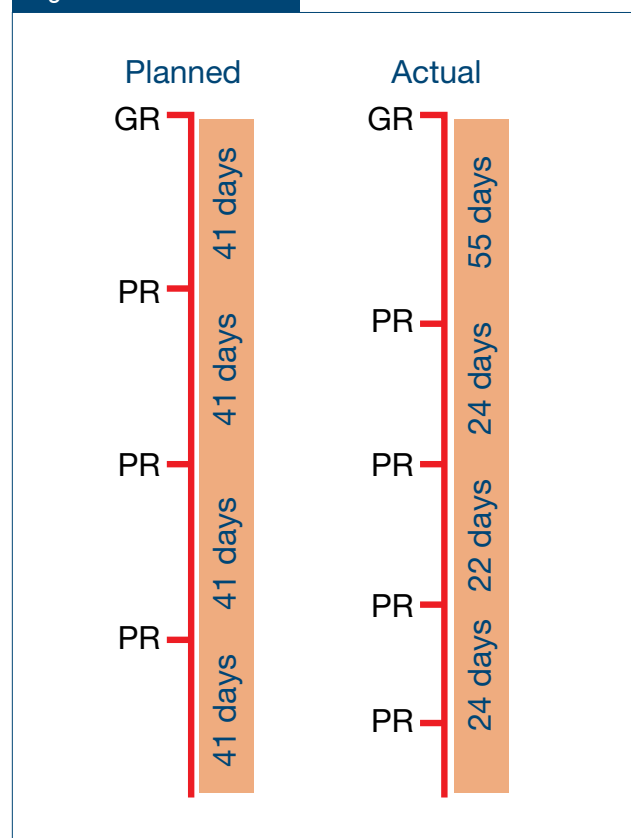 Planned
GR
41 days
PR
41 days
PR
41 days
PR
41 days
Actual
GR
55 days
PR
24 days
PR
22 days
PR
24 days
PR